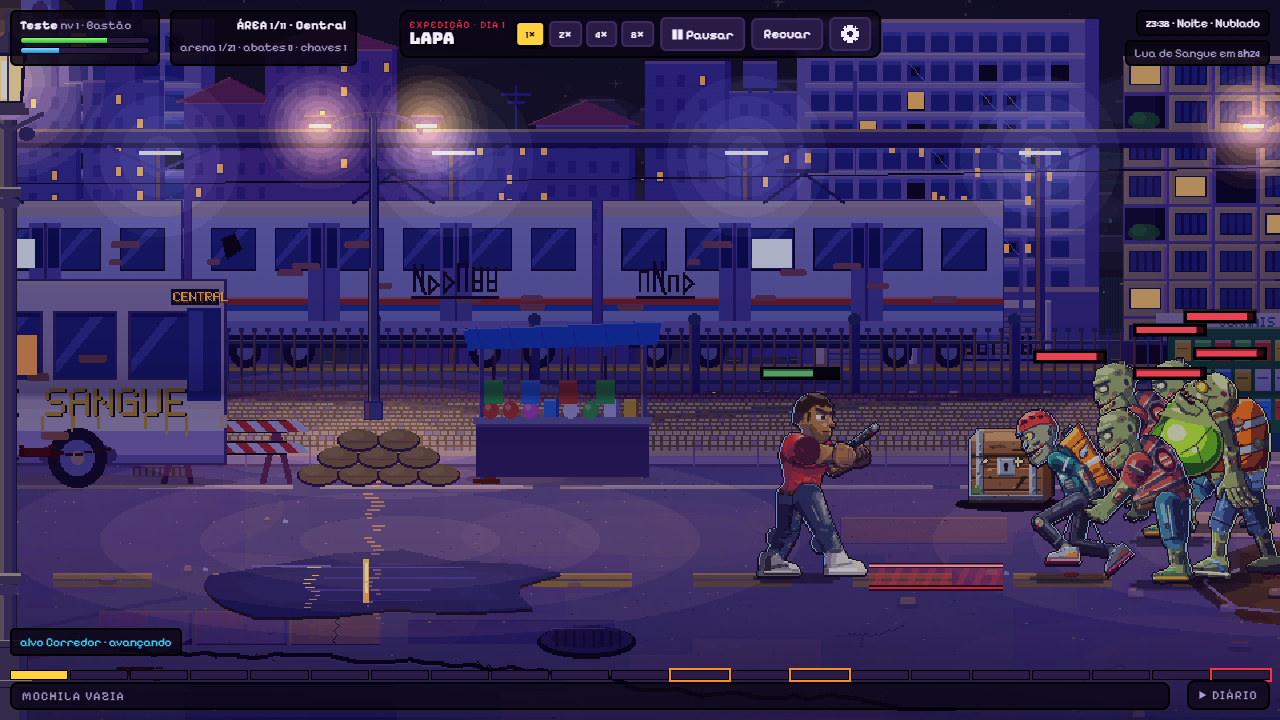 Teste nv 1 · Bastão
ÁREA 1/11 · Central
arena 1/21 · abates 0 · chaves 1
EXPEDIÇÃO · DIA 1
LAPA
1×
2×
4×
8×
Pausar
Recuar
23:38 · Noite · Nublado
Lua de Sangue em 8h24
CENTRAL
SANGUE
alvo Corredor · avançando
MOCHILA VAZIA
▶ DIÁRIO